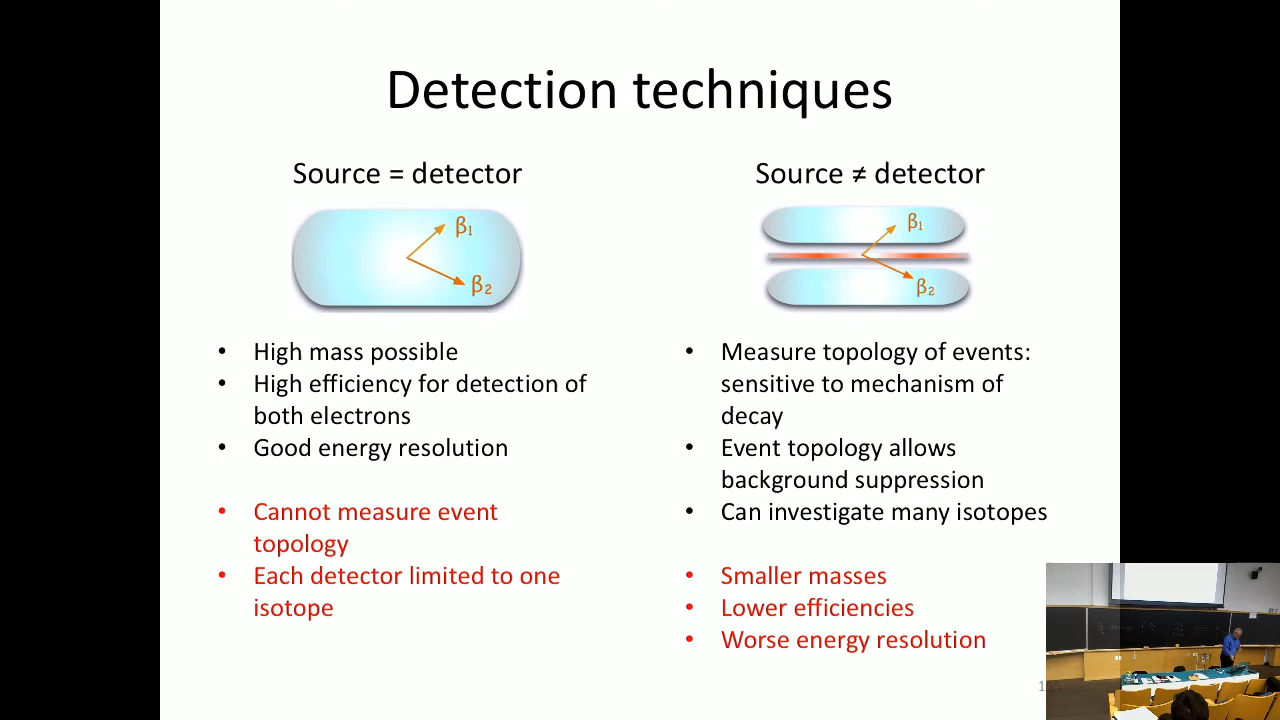 Detection techniques
Source = detector
β1
β2
• High mass possible
• High efficiency for detection of
both electrons
• Good energy resolution
• Cannot measure event
topology
• Each detector limited to one
isotope
Source ≠ detector
β1
β2
• Measure topology of events:
sensitive to mechanism of
decay
• Event topology allows
background suppression
• Can investigate many isotopes
• Smaller masses
• Lower efficiencies
• Worse energy resolution